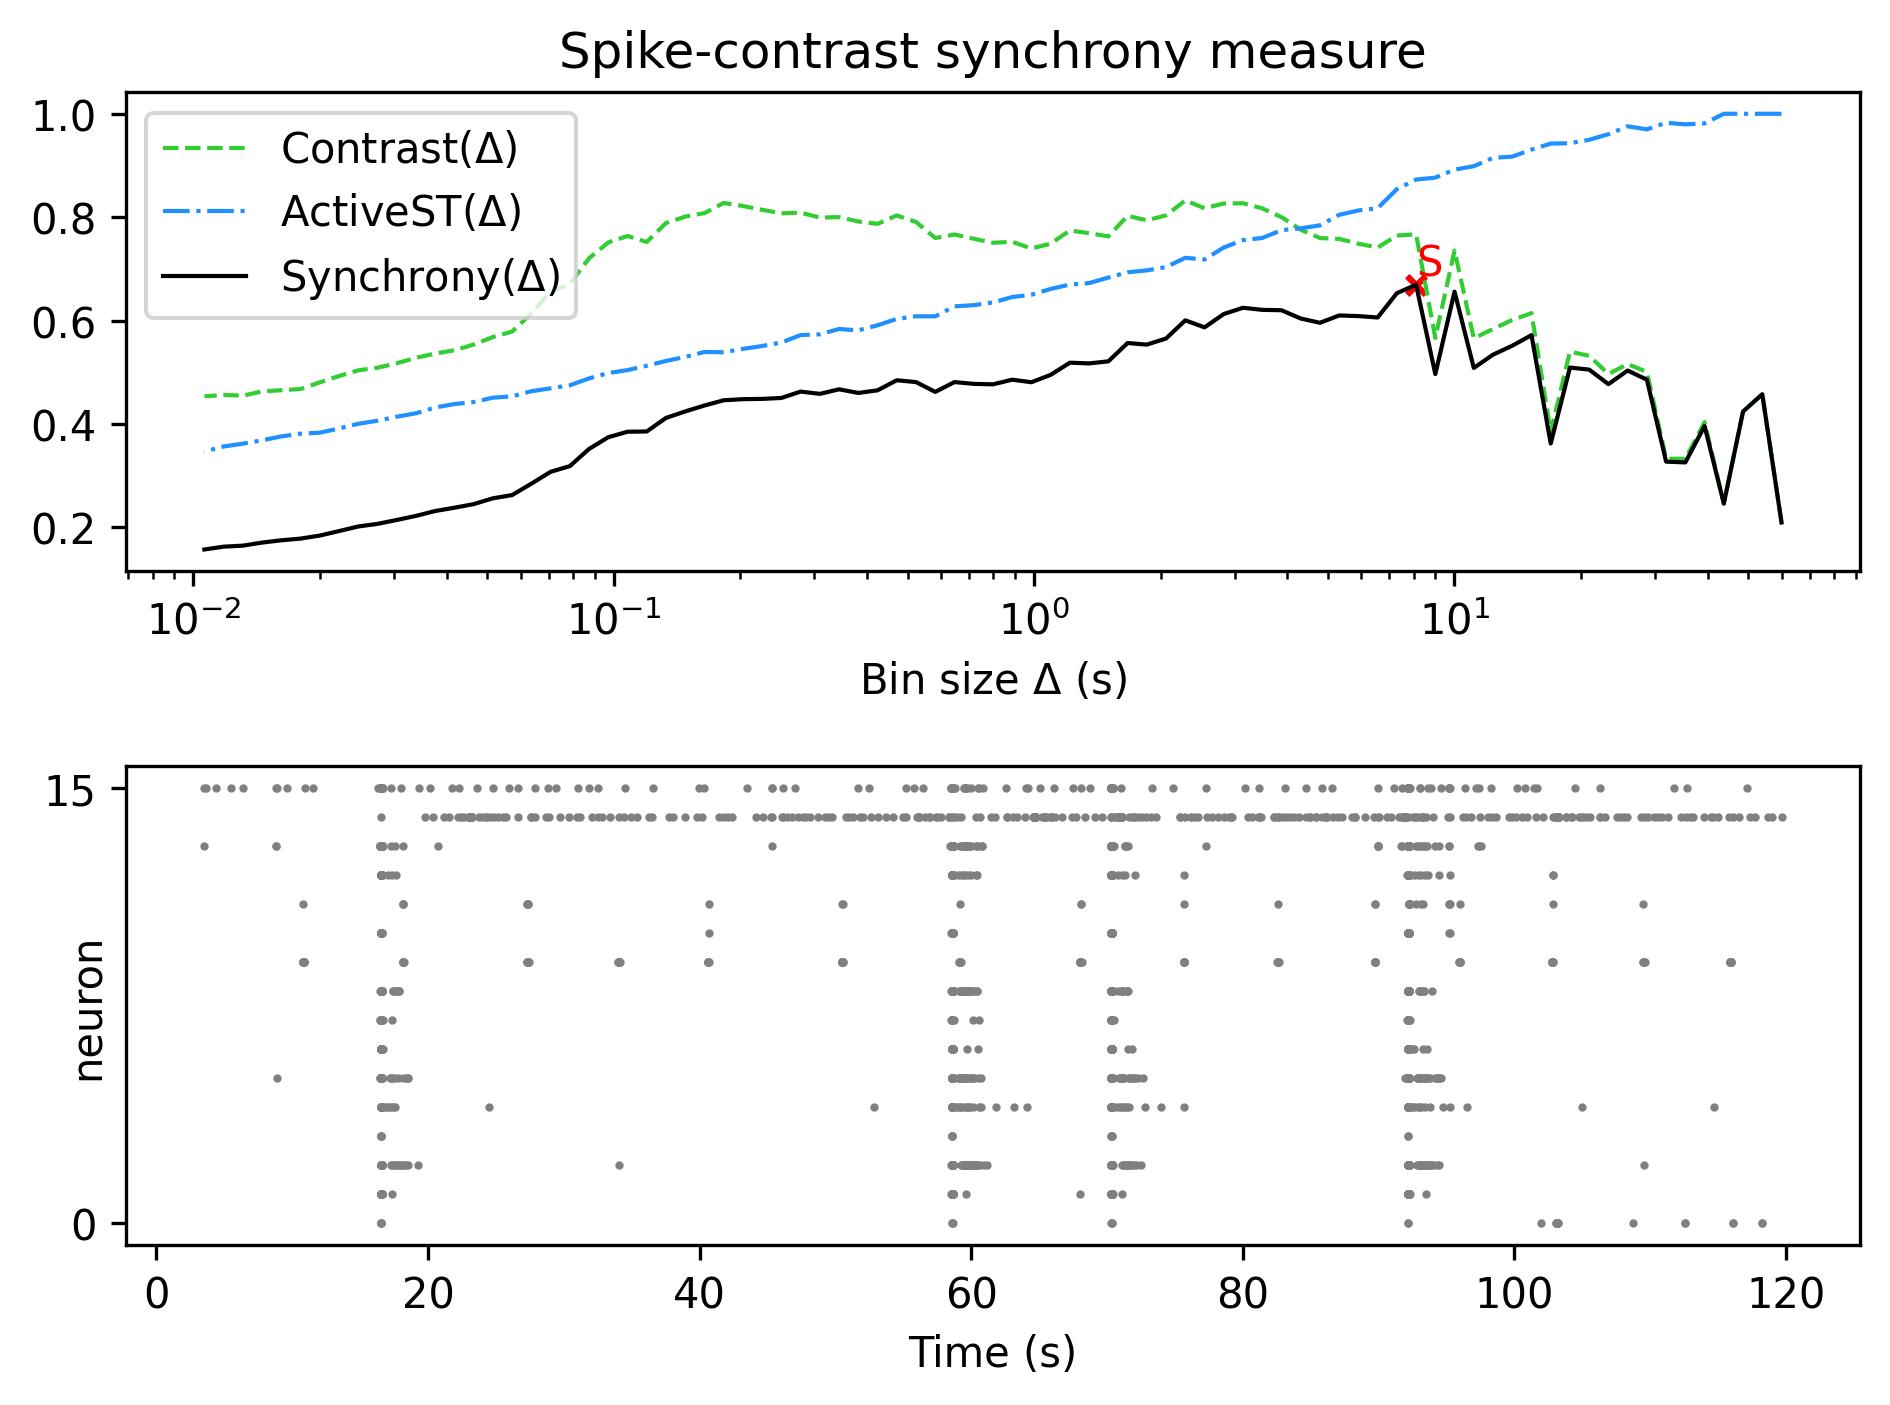 Spike-contrast synchrony measure
1.0
0.8
0.6
0.4
0.2
Contrast(Δ)
ActiveST(Δ)
Synchrony(Δ)
S
10⁻² 10⁻¹ 10⁰ 10¹
Bin size Δ (s)
15
0
neuron
0 20 40 60 80 100 120
Time (s)